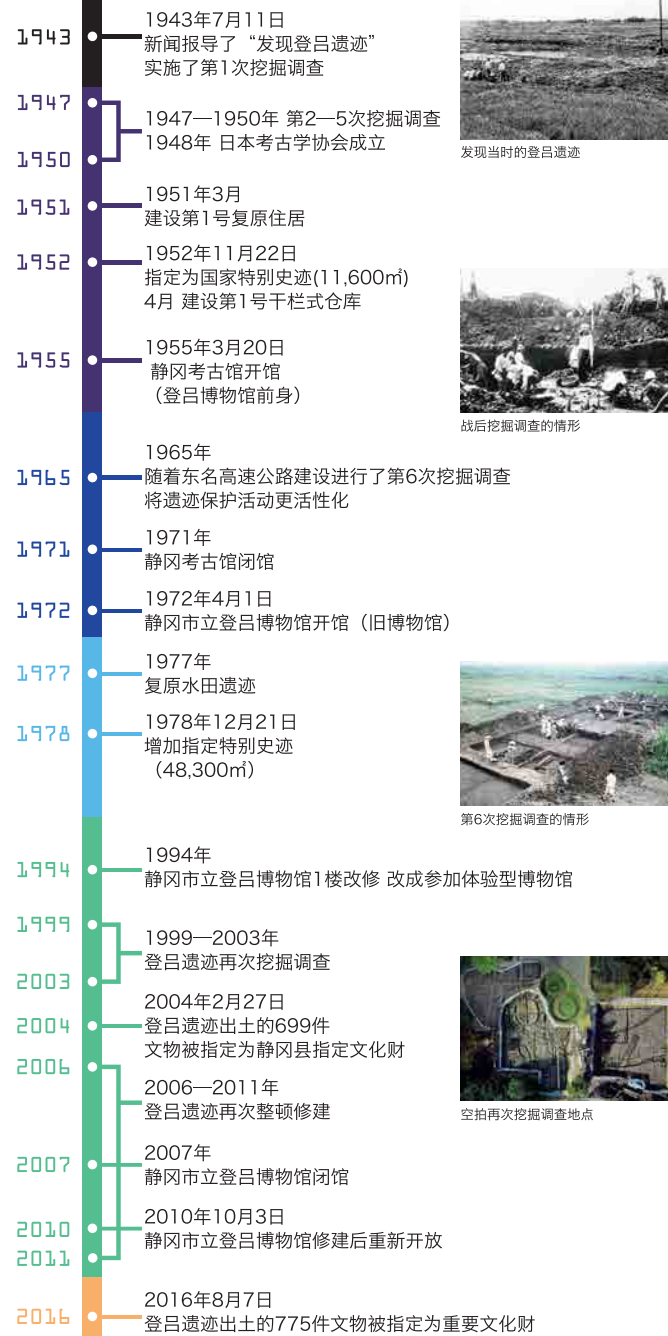 1943
1943年7月11日
新闻报导了“发现登吕遗迹”
实施了第1次挖掘调查
发现当时的登吕遗迹
1947
1950
1947—1950年 第2—5次挖掘调查
1948年 日本考古学协会成立
1951
1951年3月
建设第1号复原住居
1952
1952年11月22日
指定为国家特别史迹(11,600㎡)
4月 建设第1号干栏式仓库
1955
1955年3月20日
静冈考古馆开馆
（登吕博物馆前身）
战后挖掘调查的情形
1965
1965年
随着东名高速公路建设进行了第6次挖掘调查
将遗迹保护活动更活性化
1971
1971年
静冈考古馆闭馆
1972
1972年4月1日
静冈市立登吕博物馆开馆（旧博物馆）
1977
1977年
复原水田遗迹
1978
1978年12月21日
增加指定特别史迹
（48,300㎡）
第6次挖掘调查的情形
1994
1994年
静冈市立登吕博物馆1楼改修 改成参加体验型博物馆
1999
2003
1999—2003年
登吕遗迹再次挖掘调查
2004
2004年2月27日
登吕遗迹出土的699件
文物被指定为静冈县指定文化财
空拍再次挖掘调查地点
2006
2006—2011年
登吕遗迹再次整顿修建
2007
2007年
静冈市立登吕博物馆闭馆
2010
2010年10月3日
静冈市立登吕博物馆修建后重新开放
2011
2016
2016年8月7日
登吕遗迹出土的775件文物被指定为重要文化财